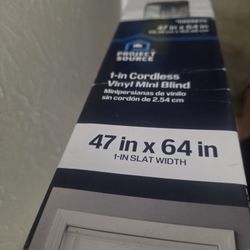 47 in x 64 in
PROJECT
SOURCE
1-in Cordless
Vinyl Mini Blind
Minipersianas de vinilo
sin cordón de 2.54 cm
47 in x 64 in
1-IN SLAT WIDTH